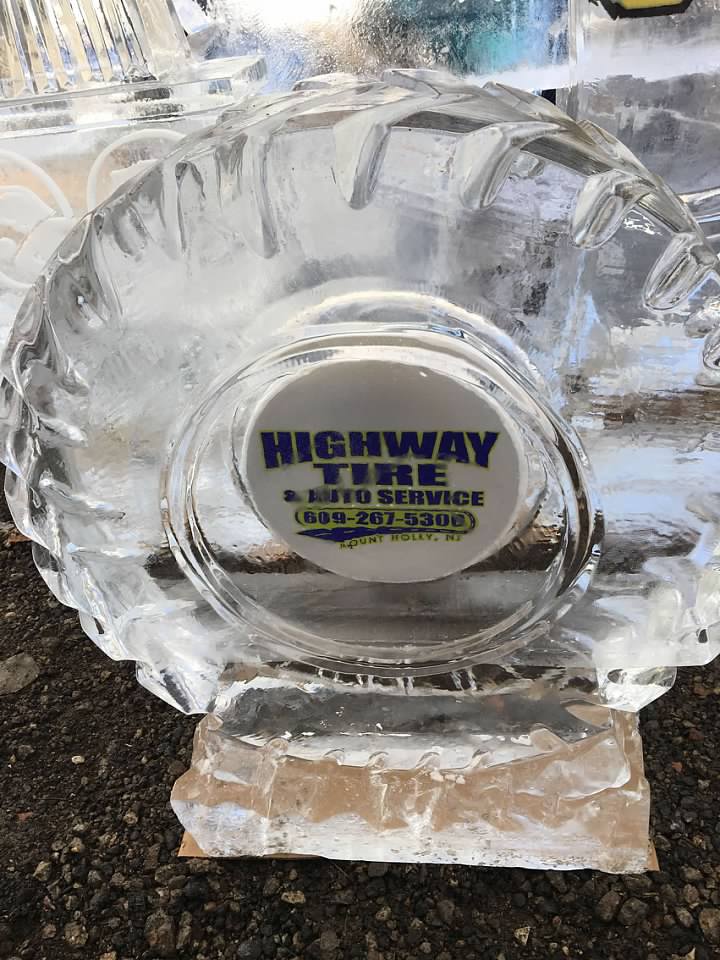 HIGHWAY
TIRE
& AUTO SERVICE
609-267-5300
MOUNT HOLLY, NJ